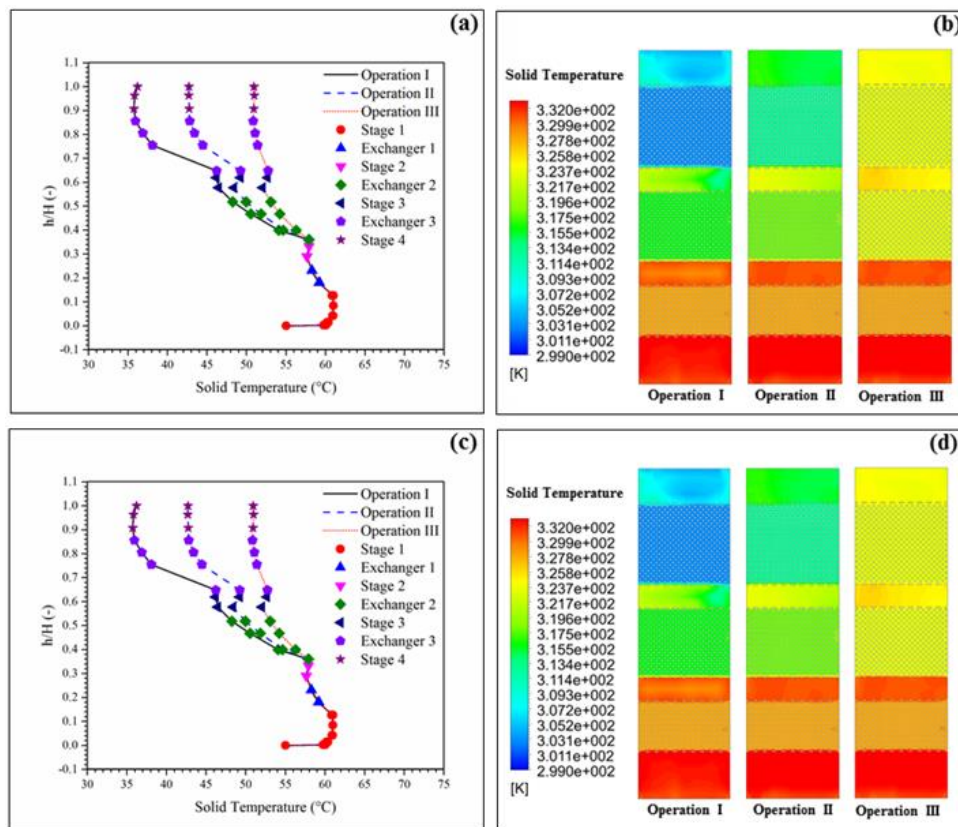 (a)
1.1
1.0
0.9
0.8
0.7
0.6
0.5
0.4
0.3
0.2
0.1
0.0
-0.1
h/H (-)
30 35 40 45 50 55 60 65 70 75
Solid Temperature (°C)
Operation I
Operation II
Operation III
Stage 1
Exchanger 1
Stage 2
Exchanger 2
Stage 3
Exchanger 3
Stage 4
(b)
Solid Temperature
3.320e+002
3.299e+002
3.278e+002
3.258e+002
3.237e+002
3.217e+002
3.196e+002
3.175e+002
3.155e+002
3.134e+002
3.114e+002
3.093e+002
3.072e+002
3.052e+002
3.031e+002
3.011e+002
2.990e+002
[K]
Operation I Operation II Operation III
(c)
1.1
1.0
0.9
0.8
0.7
0.6
0.5
0.4
0.3
0.2
0.1
0.0
-0.1
h/H (-)
30 35 40 45 50 55 60 65 70 75
Solid Temperature (°C)
Operation I
Operation II
Operation III
Stage 1
Exchanger 1
Stage 2
Exchanger 2
Stage 3
Exchanger 3
Stage 4
(d)
Solid Temperature
3.320e+002
3.299e+002
3.278e+002
3.258e+002
3.237e+002
3.217e+002
3.196e+002
3.175e+002
3.155e+002
3.134e+002
3.114e+002
3.093e+002
3.072e+002
3.052e+002
3.031e+002
3.011e+002
2.990e+002
[K]
Operation I Operation II Operation III